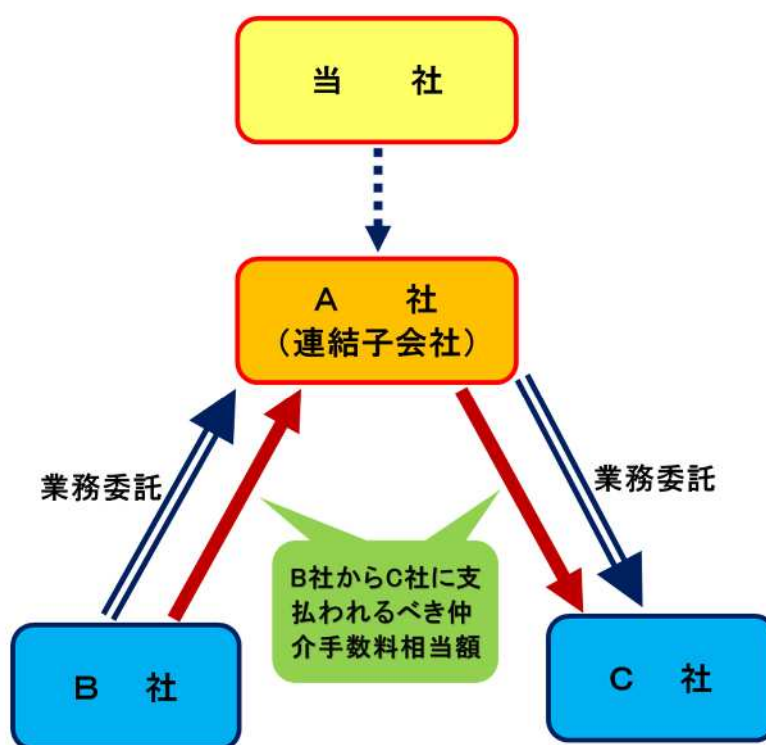 当　　社
A　　社
（連結子会社）
業務委託
業務委託
B社からC社に支
払われるべき仲
介手数料相当額
B　社
C　社